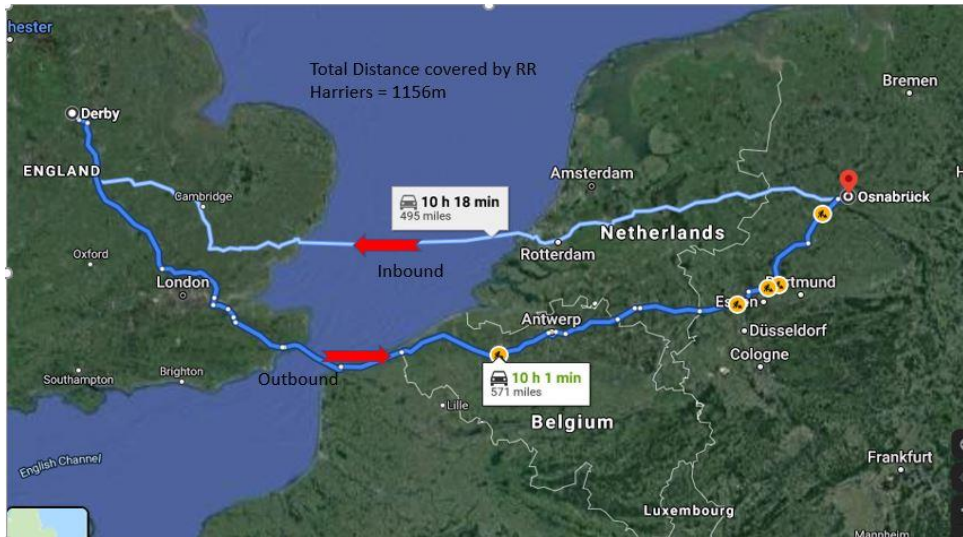 hester
Total Distance covered by RR
Harriers = 1156m
Bremen
Derby
ENGLAND
Cambridge
10 h 18 min
495 miles
Amsterdam
Osnabrück
Netherlands
Rotterdam
Inbound
Oxford
London
Dortmund
Essen
Antwerp
Düsseldorf
Cologne
Outbound
Southampton
Brighton
10 h 1 min
571 miles
Lille
Belgium
English Channel
Frankfurt
Luxembourg
Mannheim